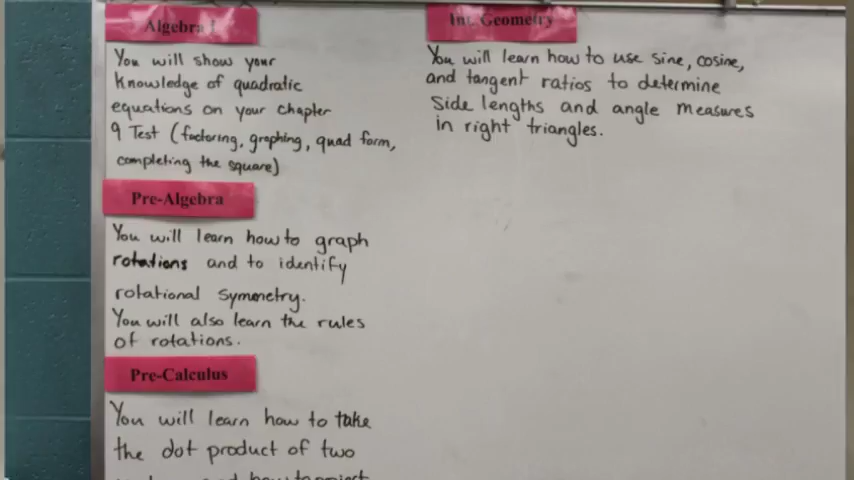 Algebra I
You will show your
Knowledge of quadratic
equations on your chapter
9 Test (factoring, graphing, quad form,
completing the square)
Pre-Algebra
You will learn how to graph
rotations and to identify
rotational symmetry.
You will also learn the rules
of rotations.
Pre-Calculus
You will learn how to take
the dot product of two
Int. Geometry
You will learn how to use sine, cosine,
and tangent ratios to determine
Side lengths and angle measures
in right triangles.